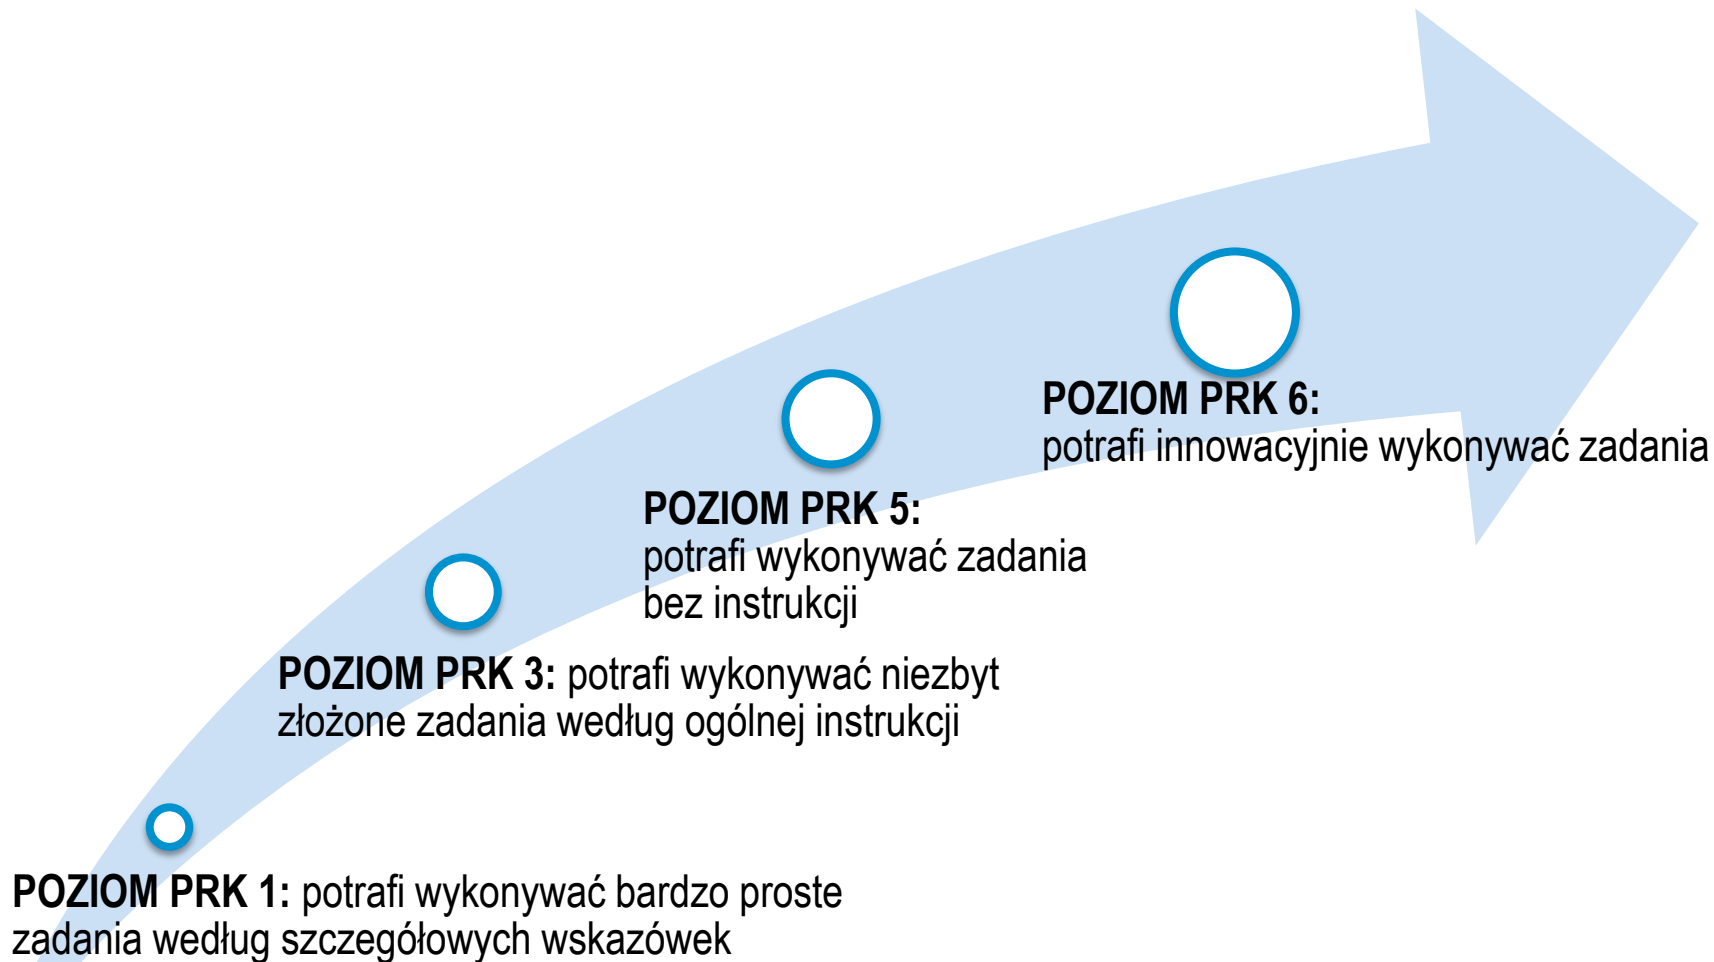 POZIOM PRK 6:
potrafi innowacyjnie wykonywać zadania
POZIOM PRK 5:
potrafi wykonywać zadania
bez instrukcji
POZIOM PRK 3: potrafi wykonywać niezbyt
złożone zadania według ogólnej instrukcji
POZIOM PRK 1: potrafi wykonywać bardzo proste
zadania według szczegółowych wskazówek